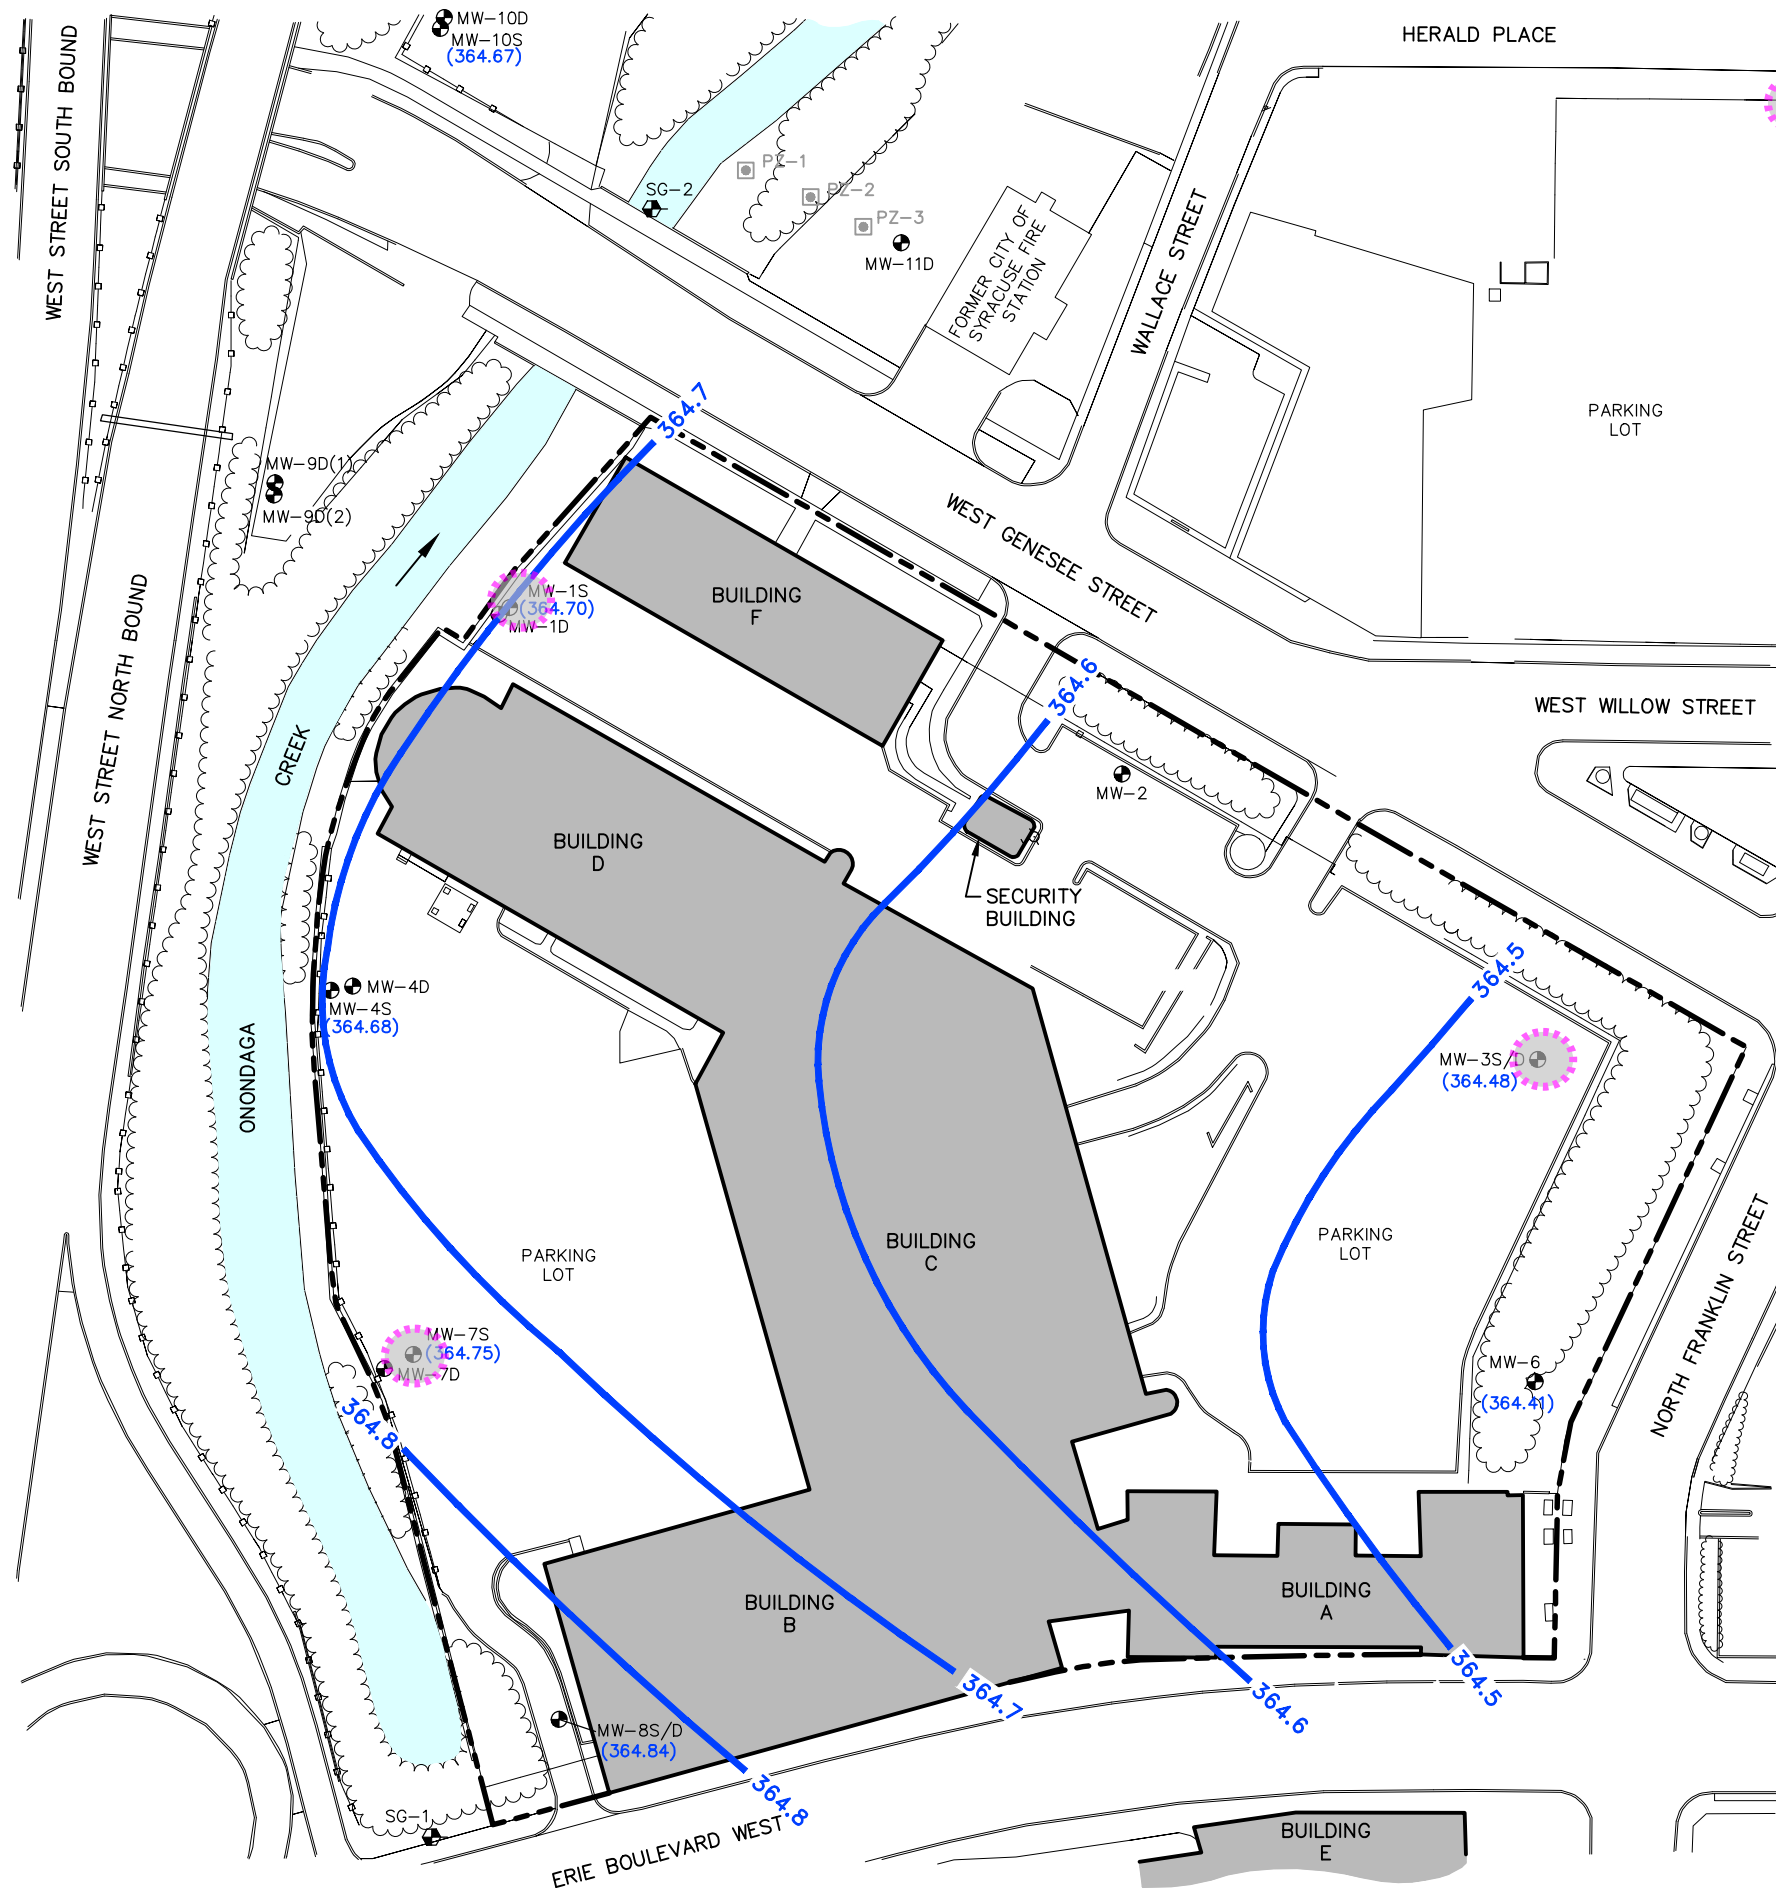 MW-10D
MW-10S
(364.67)
HERALD PLACE
WEST STREET SOUTH BOUND
PZ-1
SG-2
PZ-2
PZ-3
MW-11D
FORMER CITY OF
SYRACUSE FIRE
STATION
WALLACE STREET
364.7
PARKING
LOT
MW-9D(1)
MW-9D(2)
WEST GENESEE STREET
MW-1S
(364.70)
MW-1D
BUILDING
F
WEST STREET NORTH BOUND
364.6
WEST WILLOW STREET
CREEK
MW-2
BUILDING
D
SECURITY
BUILDING
364.5
MW-4D
MW-4S
(364.68)
ONONDAGA
MW-3S/D
(364.48)
BUILDING
C
PARKING
LOT
PARKING
LOT
NORTH FRANKLIN STREET
MW-7S
(364.75)
MW-7D
MW-6
(364.41)
364.8
BUILDING
B
BUILDING
A
364.7
364.6
364.5
MW-8S/D
(364.84)
364.8
SG-1
ERIE BOULEVARD WEST
BUILDING
E